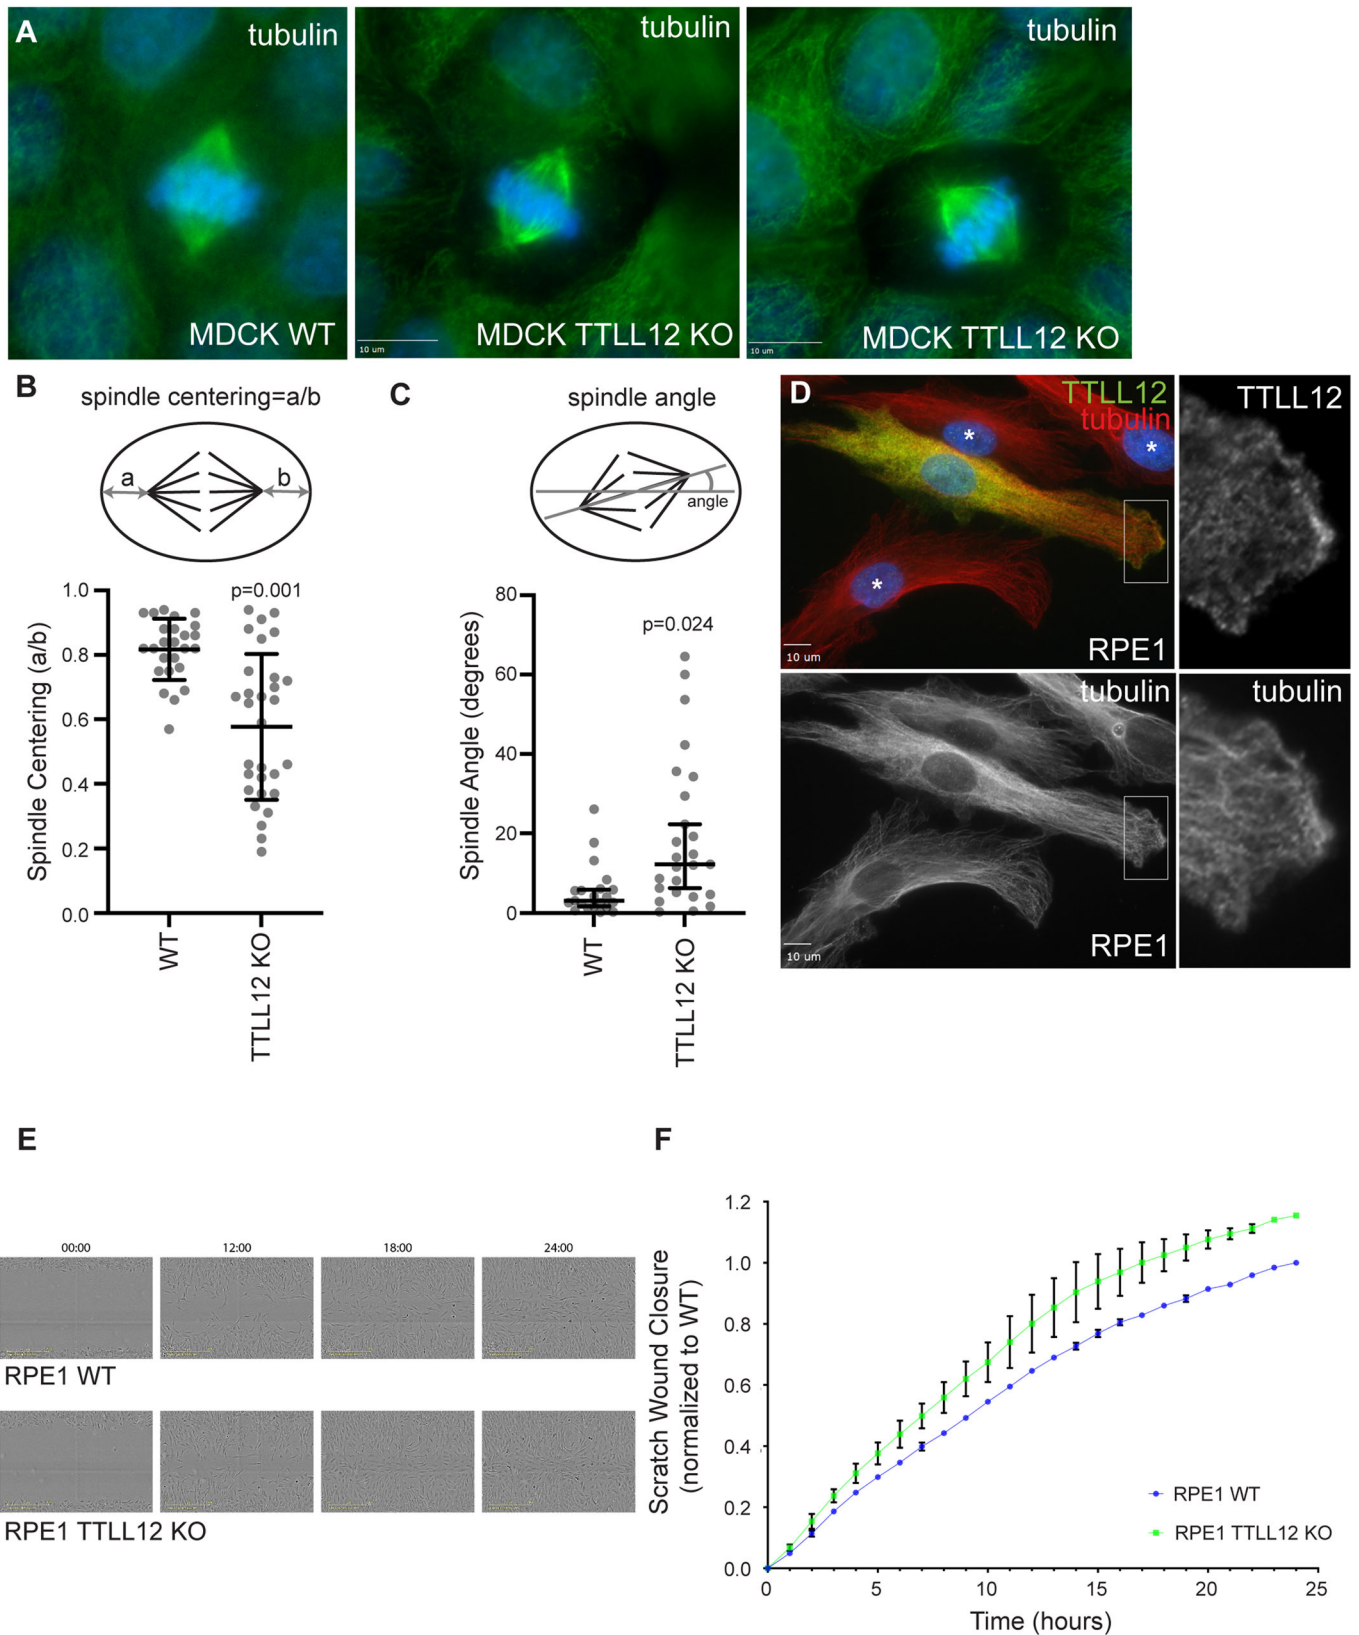 A
tubulin
tubulin
tubulin
MDCK WT
MDCK TTLL12 KO
MDCK TTLL12 KO
10 um
10 um
B
spindle centering=a/b
a
b
p=0.001
Spindle Centering (a/b)
1.0
0.8
0.6
0.4
0.2
0.0
WT
TTLL12 KO
C
spindle angle
angle
p=0.024
Spindle Angle (degrees)
80
60
40
20
0
WT
TTLL12 KO
D
TTLL12
tubulin
*
*
*
10 um
RPE1
TTLL12
tubulin
10 um
RPE1
tubulin
E
00:00
12:00
18:00
24:00
RPE1 WT
RPE1 TTLL12 KO
F
Scratch Wound Closure
(normalized to WT)
1.2
1.0
0.8
0.6
0.4
0.2
0.0
RPE1 WT
RPE1 TTLL12 KO
0 5 10 15 20 25
Time (hours)